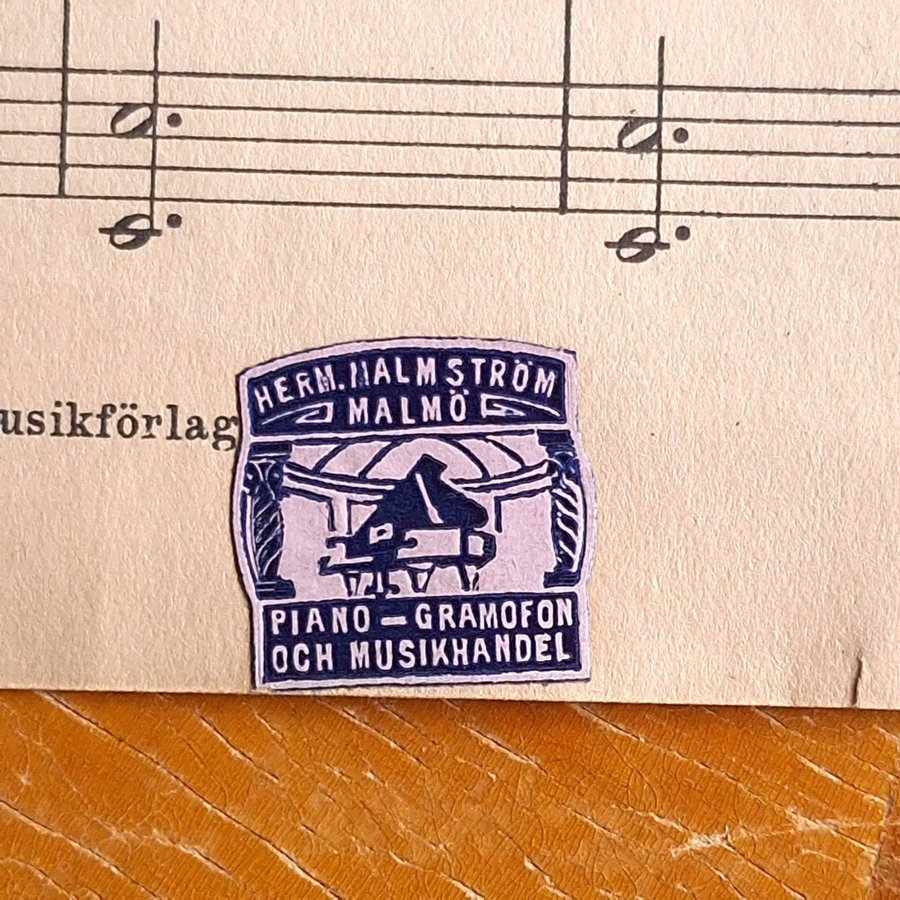 usikförlag
HERM. MALMSTRÖM
MALMÖ
PIANO – GRAMOFON
OCH MUSIKHANDEL